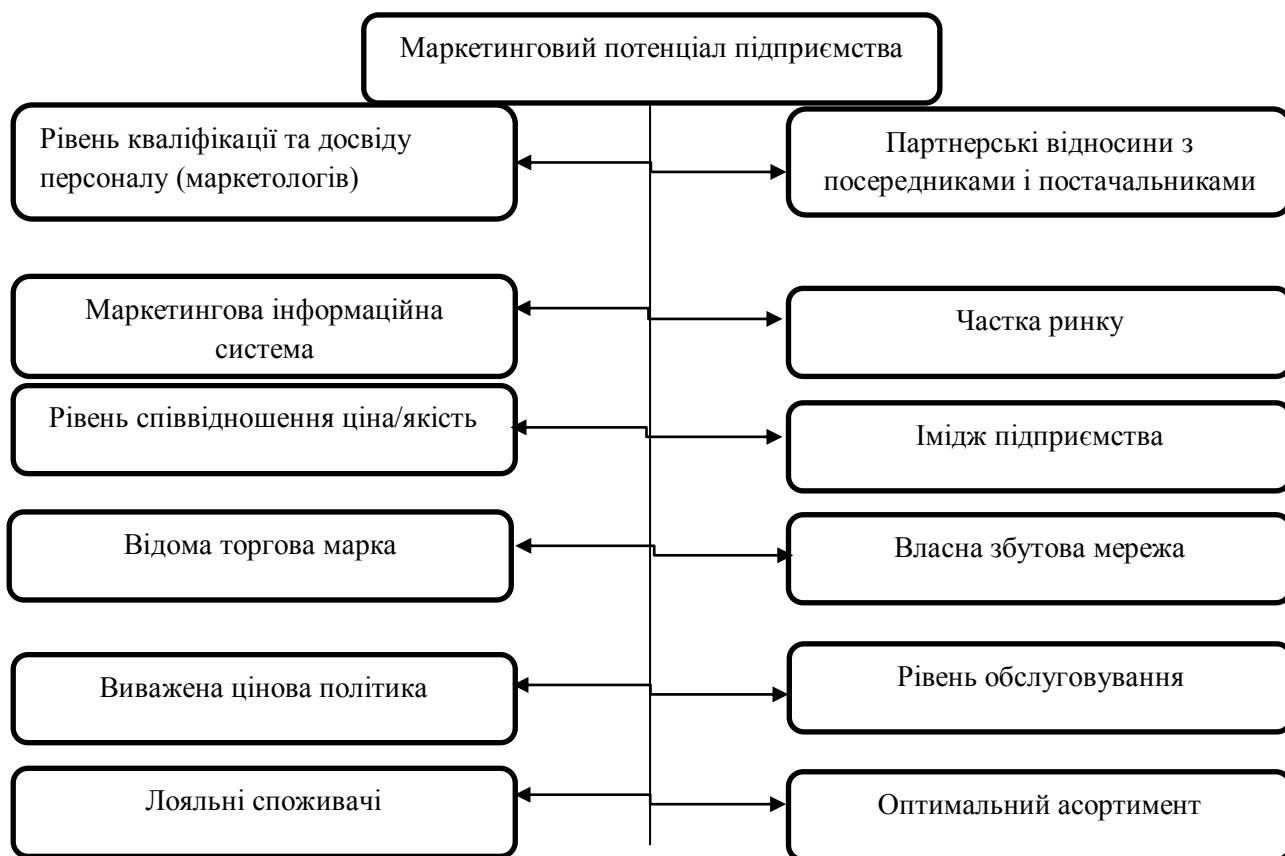 Маркетинговий потенціал підприємства
Рівень кваліфікації та досвіду
персоналу (маркетологів)
Партнерські відносини з
посередниками і постачальниками
Маркетингова інформаційна
система
Частка ринку
Рівень співвідношення ціна/якість
Імідж підприємства
Відома торгова марка
Власна збутова мережа
Виважена цінова політика
Рівень обслуговування
Лояльні споживачі
Оптимальний асортимент